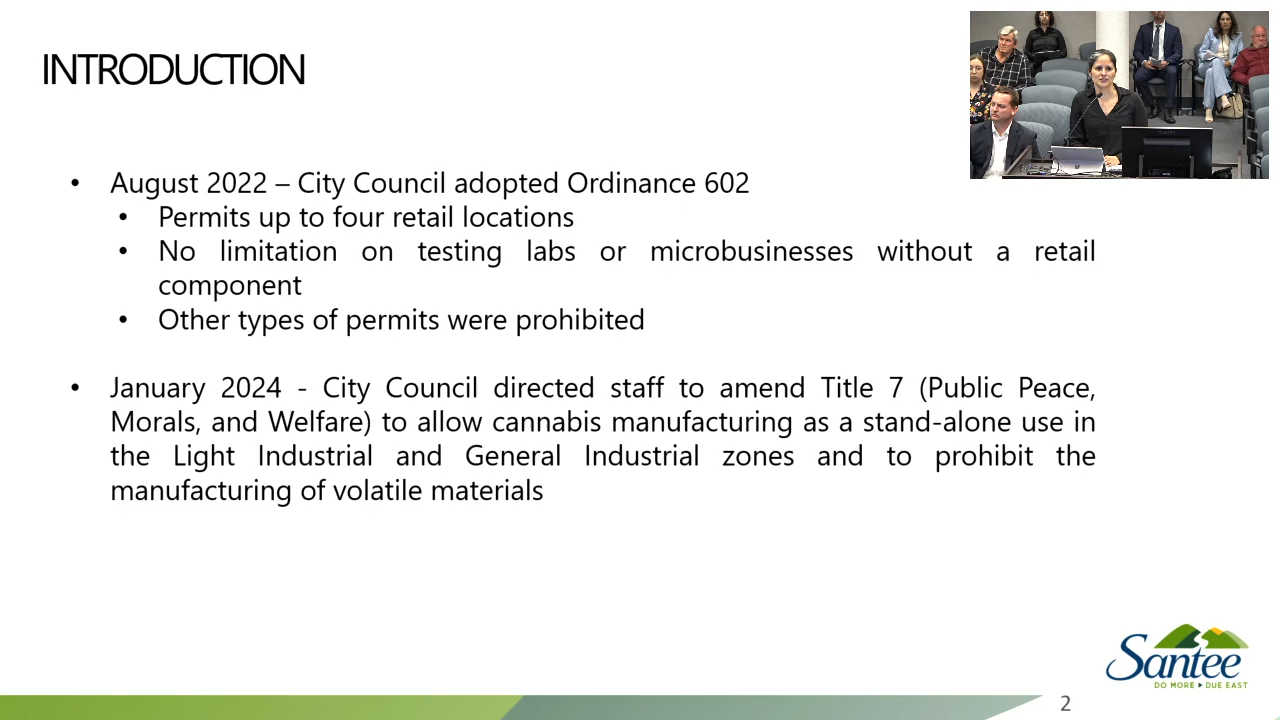 INTRODUCTION
• August 2022 – City Council adopted Ordinance 602
• Permits up to four retail locations
• No limitation on testing labs or microbusinesses without a retail
component
• Other types of permits were prohibited
• January 2024 - City Council directed staff to amend Title 7 (Public Peace,
Morals, and Welfare) to allow cannabis manufacturing as a stand-alone use in
the Light Industrial and General Industrial zones and to prohibit the
manufacturing of volatile materials
Santee
DO MORE ▸ DUE EAST
2